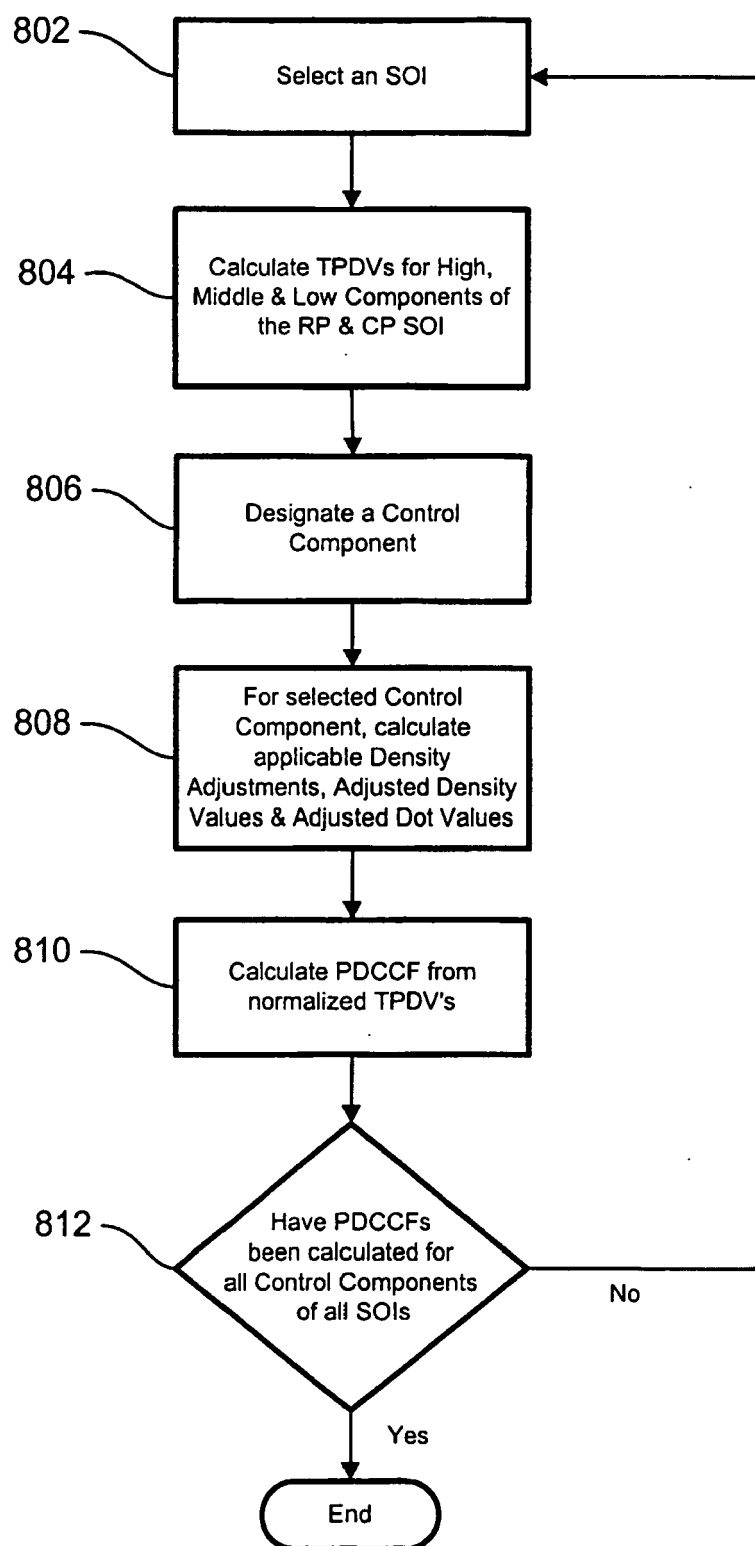 802
Select an SOI
804
Calculate TPDVs for High,
Middle & Low Components of
the RP & CP SOI
806
Designate a Control
Component
808
For selected Control
Component, calculate
applicable Density
Adjustments, Adjusted Density
Values & Adjusted Dot Values
810
Calculate PDCCF from
normalized TPDV's
812
Have PDCCFs
been calculated for
all Control Components
of all SOIs
No
Yes
End